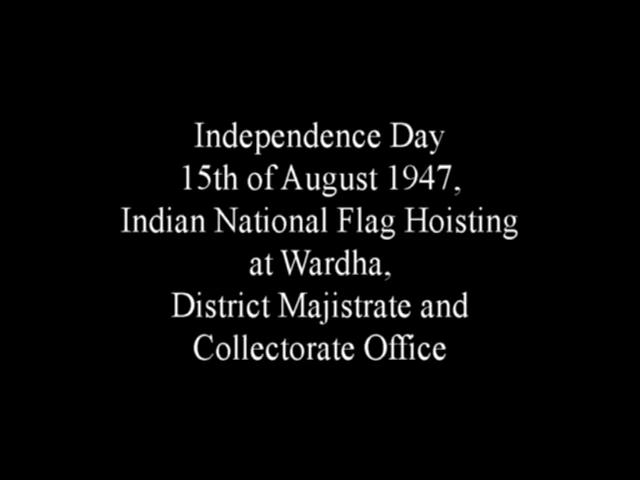 Independence Day
15th of August 1947,
Indian National Flag Hoisting
at Wardha,
District Majistrate and
Collectorate Office